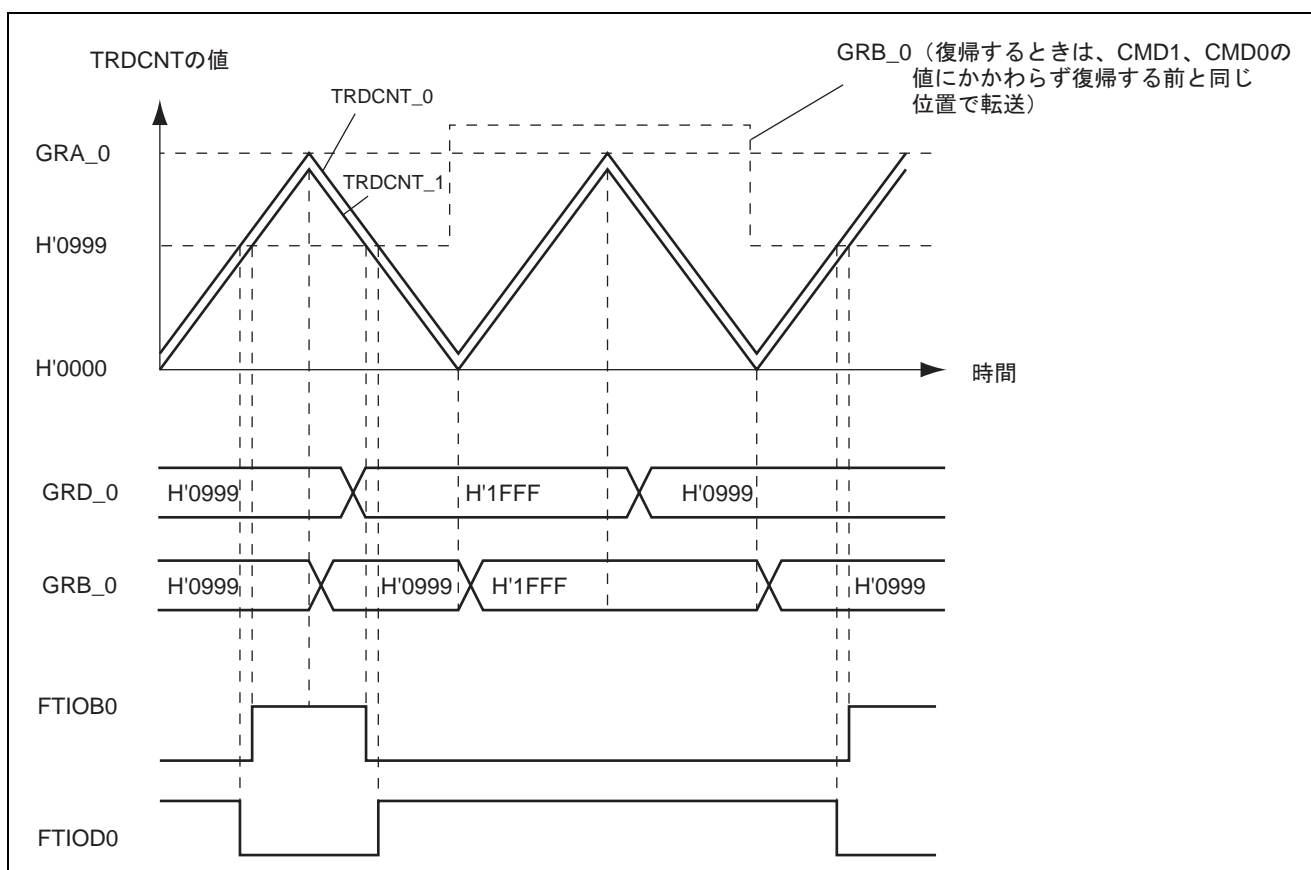 TRDCNTの値
GRB_0（復帰するときは、CMD1、CMD0の
値にかかわらず復帰する前と同じ
位置で転送）
TRDCNT_0
GRA_0
TRDCNT_1
H'0999
H'0000
時間
GRD_0 H'0999 H'1FFF H'0999
GRB_0 H'0999 H'0999 H'1FFF H'0999
FTIOB0
FTIOD0